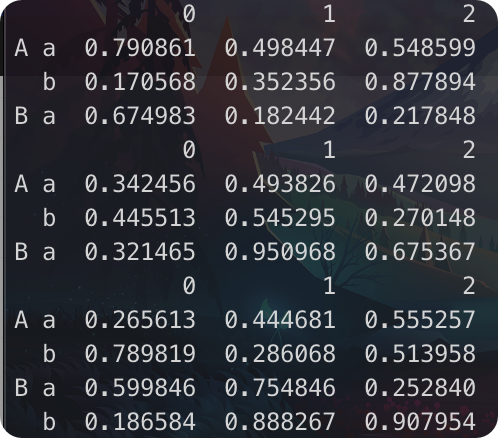 0 1 2
A a 0.790861 0.498447 0.548599
b 0.170568 0.352356 0.877894
B a 0.674983 0.182442 0.217848
0 1 2
A a 0.342456 0.493826 0.472098
b 0.445513 0.545295 0.270148
B a 0.321465 0.950968 0.675367
0 1 2
A a 0.265613 0.444681 0.555257
b 0.789819 0.286068 0.513958
B a 0.599846 0.754846 0.252840
b 0.186584 0.888267 0.907954